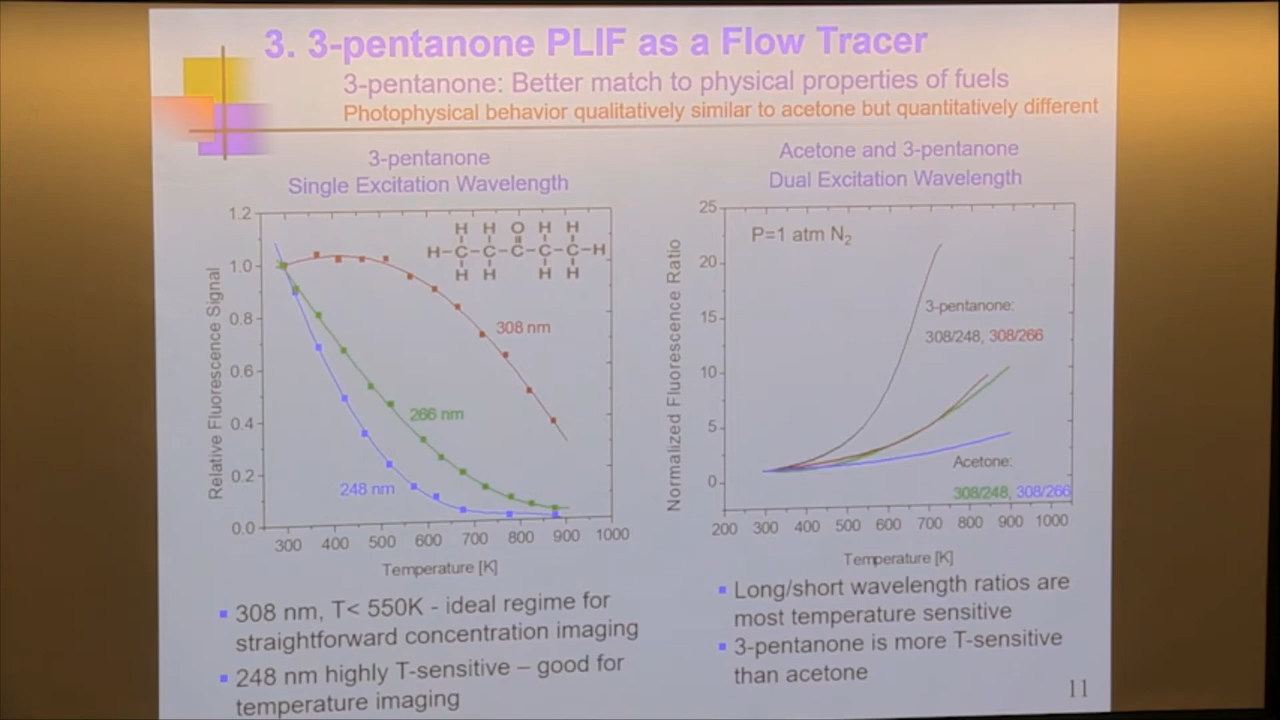 3. 3-pentanone PLIF as a Flow Tracer
3-pentanone: Better match to physical properties of fuels
Photophysical behavior qualitatively similar to acetone but quantitatively different
3-pentanone
Single Excitation Wavelength
1.2
1.0
0.8
0.6
0.4
0.2
0.0
Relative Fluorescence Signal
H H O H H
H-C-C-C-C-C-H
H H H H
308 nm
266 nm
248 nm
300 400 500 600 700 800 900 1000
Temperature [K]
308 nm, T< 550K - ideal regime for
straightforward concentration imaging
248 nm highly T-sensitive – good for
temperature imaging
Acetone and 3-pentanone
Dual Excitation Wavelength
25
20
15
10
5
0
Normalized Fluorescence Ratio
P=1 atm N₂
3-pentanone:
308/248, 308/266
Acetone:
308/248, 308/266
200 300 400 500 600 700 800 900 1000
Temperature [K]
Long/short wavelength ratios are
most temperature sensitive
3-pentanone is more T-sensitive
than acetone
11